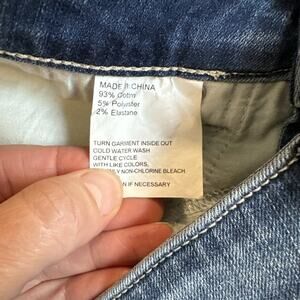 MADE IN CHINA
93% Cotton
5% Polyester
2% Elastane
TURN GARMENT INSIDE OUT
COLD WATER WASH
GENTLE CYCLE
WITH LIKE COLORS,
NON-CHLORINE BLEACH
IF NECESSARY